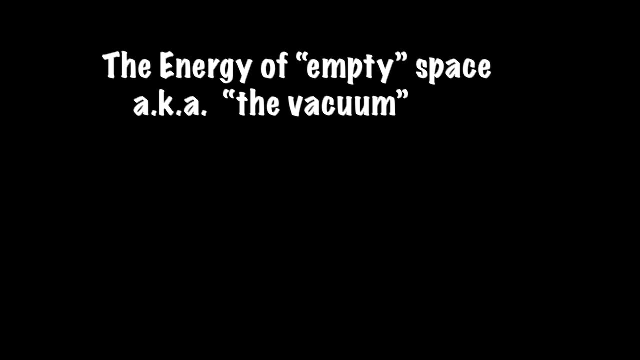 The Energy of “empty” space
a.k.a. “the vacuum”